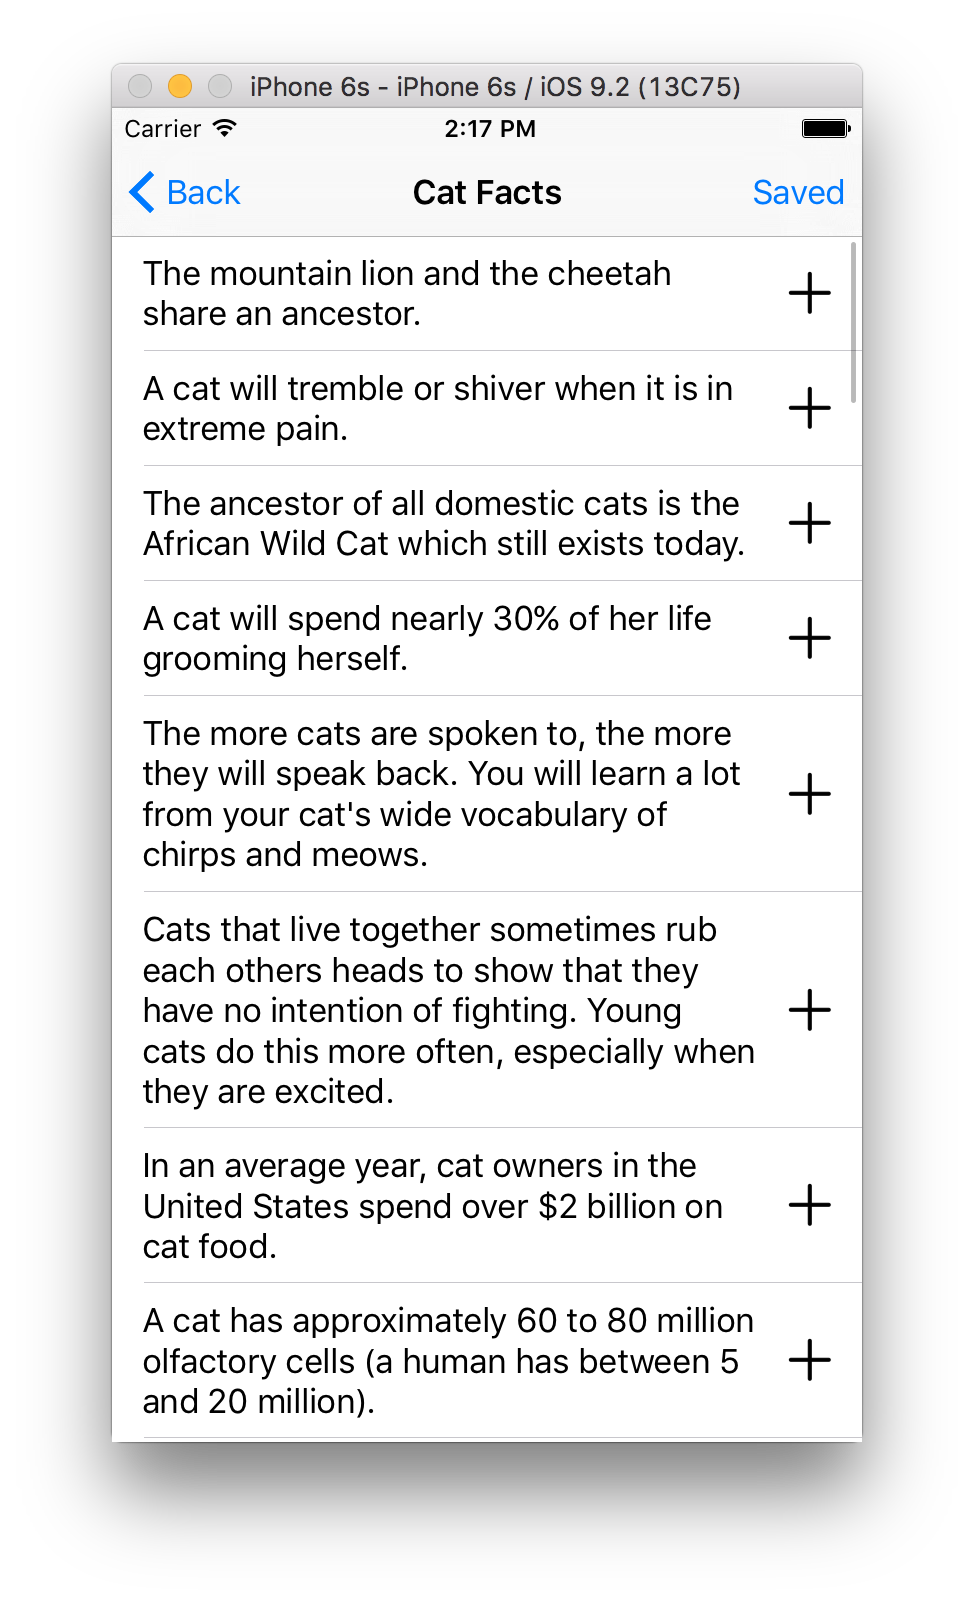 iPhone 6s - iPhone 6s / iOS 9.2 (13C75)
Carrier 2:17 PM
Back Cat Facts Saved
The mountain lion and the cheetah
share an ancestor.
A cat will tremble or shiver when it is in
extreme pain.
The ancestor of all domestic cats is the
African Wild Cat which still exists today.
A cat will spend nearly 30% of her life
grooming herself.
The more cats are spoken to, the more
they will speak back. You will learn a lot
from your cat's wide vocabulary of
chirps and meows.
Cats that live together sometimes rub
each others heads to show that they
have no intention of fighting. Young
cats do this more often, especially when
they are excited.
In an average year, cat owners in the
United States spend over $2 billion on
cat food.
A cat has approximately 60 to 80 million
olfactory cells (a human has between 5
and 20 million).